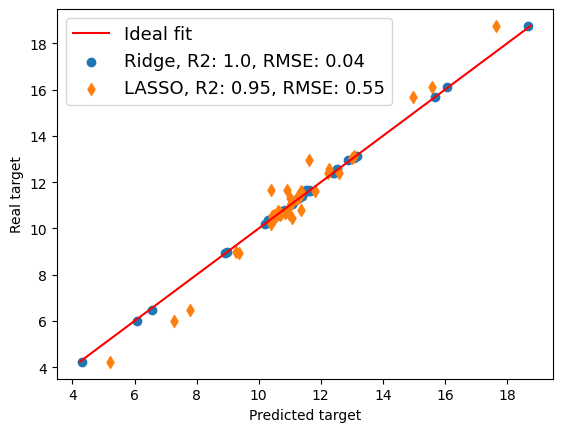 Ideal fit
Ridge, R2: 1.0, RMSE: 0.04
LASSO, R2: 0.95, RMSE: 0.55
Real target
18
16
14
12
10
8
6
4
4 6 8 10 12 14 16 18
Predicted target